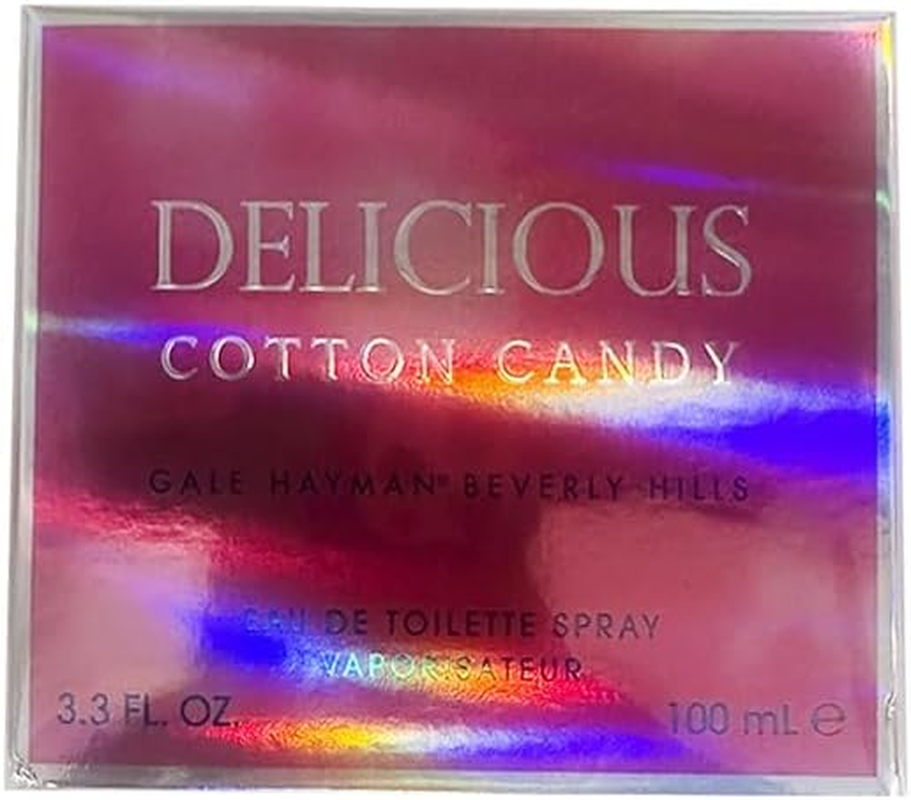 DELICIOUS
COTTON CANDY
GALE HAYMAN® BEVERLY HILLS
EAU DE TOILETTE SPRAY
VAPORISATEUR
3.3 FL. OZ. 100 mL ℮